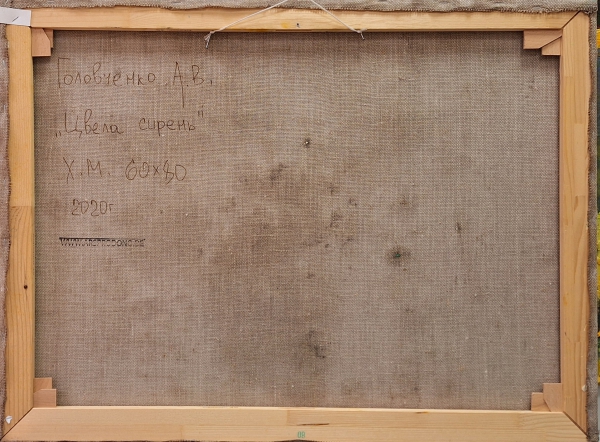 Головченко А.В.
„Цвела сирень"
Х.М. 60х80
2020г